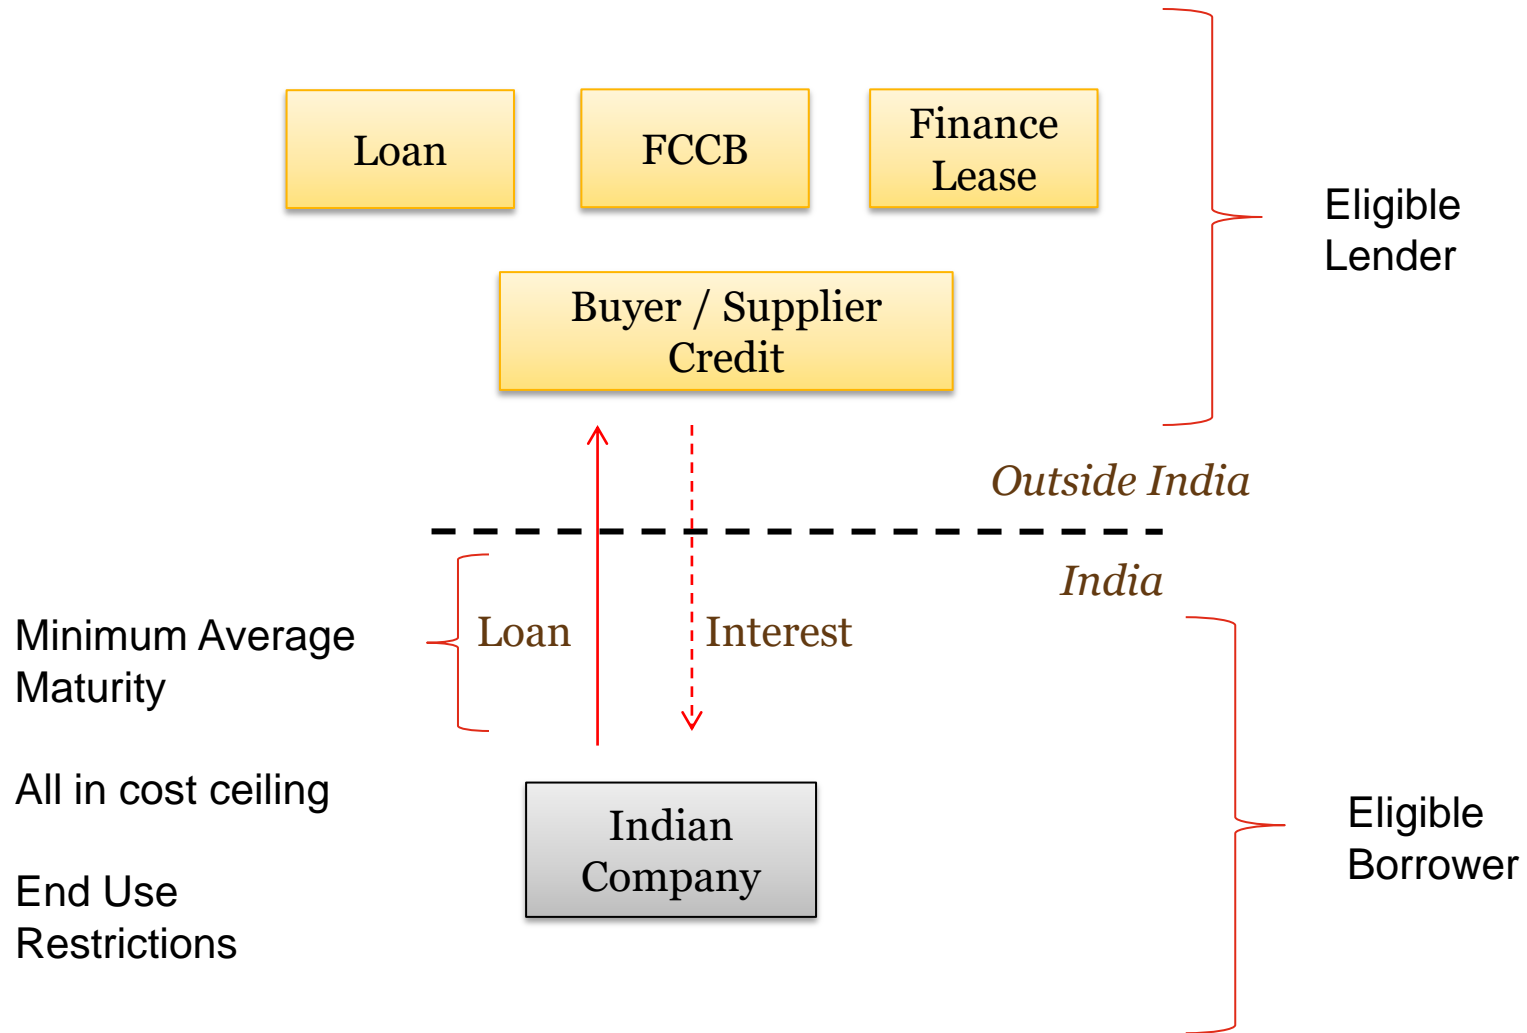 Loan
FCCB
Finance
Lease
Eligible
Lender
Buyer / Supplier
Credit
Outside India
India
Minimum Average
Maturity
Loan
Interest
All in cost ceiling
Indian
Company
Eligible
Borrower
End Use
Restrictions